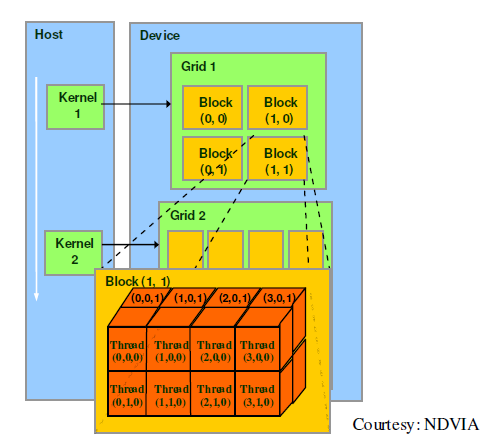 Host
Device
Grid 1
Kernel
1
Block
(0, 0)
Block
(1, 0)
Block
(0, 1)
Block
(1, 1)
Grid 2
Kernel
2
Block (1, 1)
(0,0,1) (1,0,1) (2,0,1) (3,0,1)
Thread
(0,0,0)
Thread
(1,0,0)
Thread
(2,0,0)
Thread
(3,0,0)
Thread
(0,1,0)
Thread
(1,1,0)
Thread
(2,1,0)
Thread
(3,1,0)
Courtesy: NDVIA